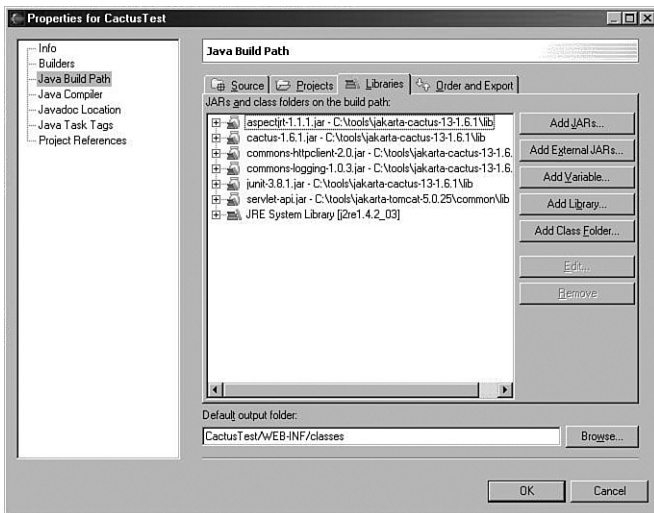 Properties for CactusTest
Info
Builders
Java Build Path
Java Compiler
Javadoc Location
Java Task Tags
Project References
Java Build Path
Source
Projects
Libraries
Order and Export
JARs and class folders on the build path:
aspectjrt-1.1.1.jar - C:\tools\jakarta-cactus-13-1.6.1\lib
cactus-1.6.1.jar - C:\tools\jakarta-cactus-13-1.6.1\lib
commons-httpclient-2.0.jar - C:\tools\jakarta-cactus-13-1.6.
commons-logging-1.0.3.jar - C:\tools\jakarta-cactus-13-1.6.
junit-3.8.1.jar - C:\tools\jakarta-cactus-13-1.6.1\lib
servlet-api.jar - C:\tools\jakarta-tomcat-5.0.25\common\lib
JRE System Library [j2re1.4.2_03]
Add JARs...
Add External JARs...
Add Variable...
Add Library...
Add Class Folder...
Edit...
Remove
Default output folder:
CactusTest/WEB-INF/classes
Browse...
OK
Cancel